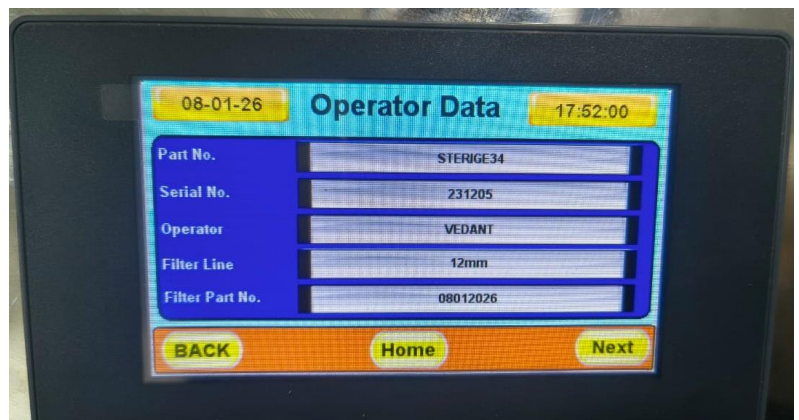 08-01-26 Operator Data 17:52:00
Part No. STERIGE34
Serial No. 231205
Operator VEDANT
Filter Line 12mm
Filter Part No. 08012026
BACK Home Next